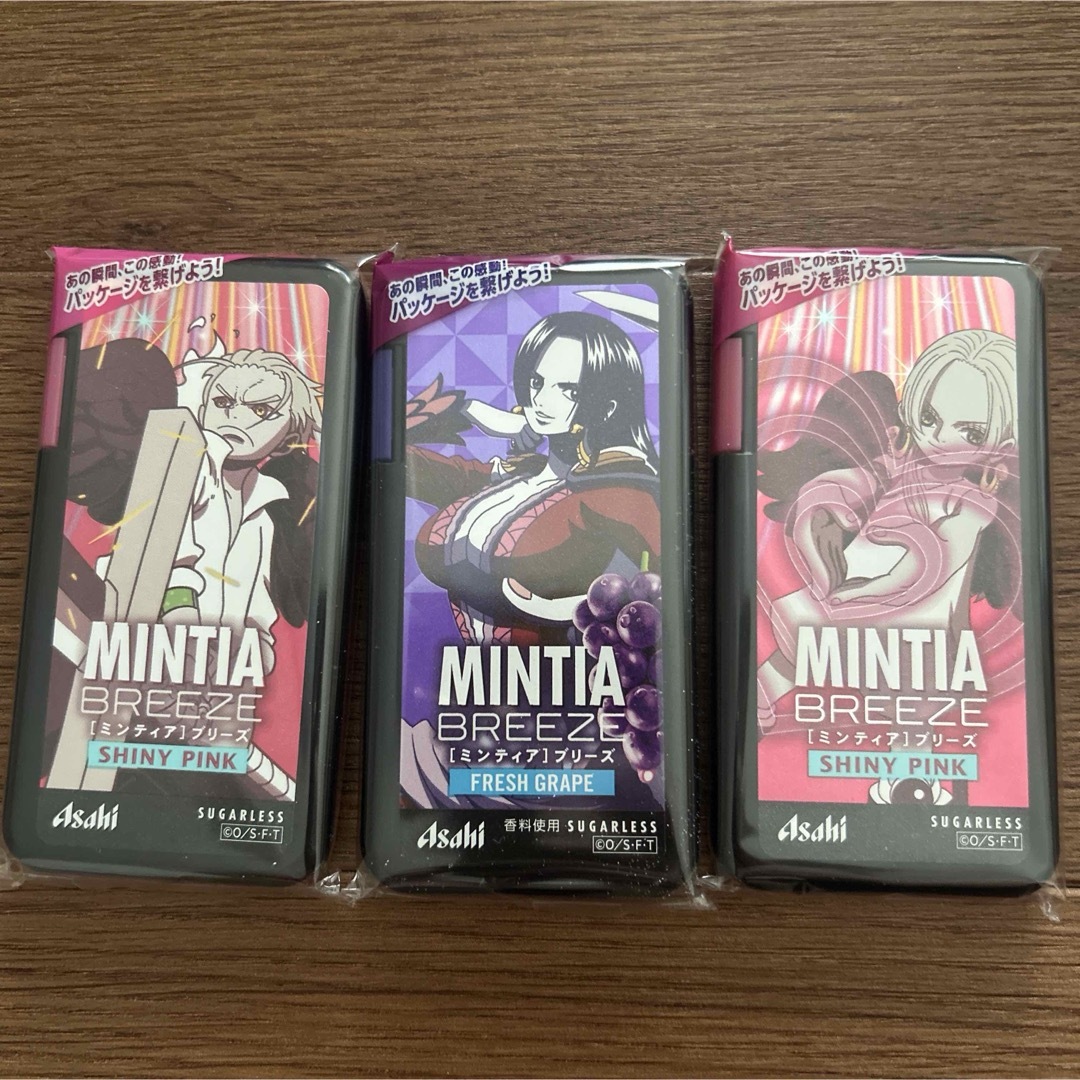 あの瞬間、この感動!
パッケージを繋げよう!
MINTIA
BREEZE
[ミンティア]ブリーズ
SHINY PINK
Asahi
SUGARLESS
©O/S・F・T
あの瞬間、この感動!
パッケージを繋げよう!
MINTIA
BREEZE
[ミンティア]ブリーズ
FRESH GRAPE
Asahi
香料使用 SUGARLESS
©O/S・F・T
あの瞬間、この感動!
パッケージを繋げよう!
MINTIA
BREEZE
[ミンティア]ブリーズ
SHINY PINK
Asahi
SUGARLESS
©O/S・F・T